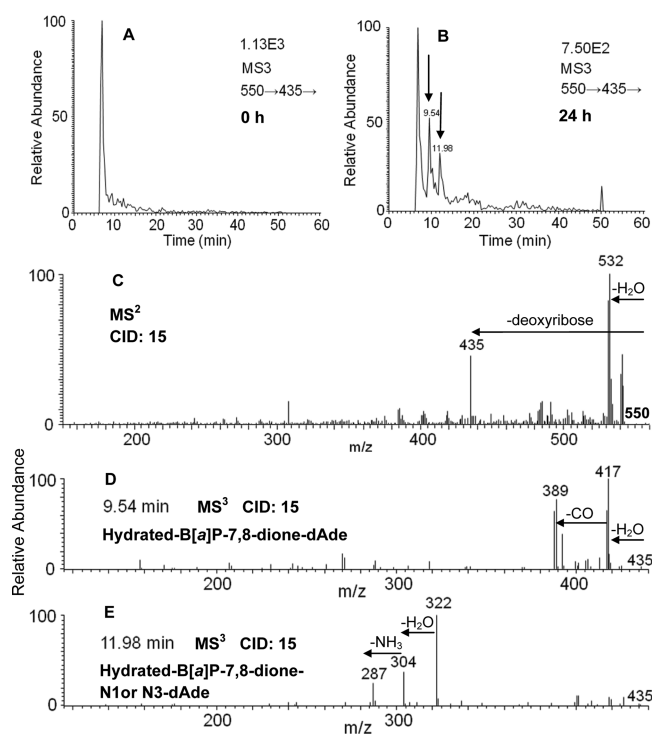 A
1.13E3
MS3
550→435→
0 h
Relative Abundance
100
50
0
0 10 20 30 40 50 60
Time (min)
B
7.50E2
MS3
550→435→
24 h
9.54
11.98
Relative Abundance
100
50
0
0 10 20 30 40 50 60
Time (min)
C
MS2
CID: 15
532
-H2O
-deoxyribose
435
550
100
0
200 300 400 500
m/z
Relative Abundance
D
9.54 min MS3 CID: 15
Hydrated-B[a]P-7,8-dione-dAde
417
389
-CO
-H2O
435
100
0
200 300 400
m/z
E
11.98 min MS3 CID: 15
Hydrated-B[a]P-7,8-dione-
N1or N3-dAde
322
-H2O
-NH3
304
287
435
100
0
200 300 400
m/z